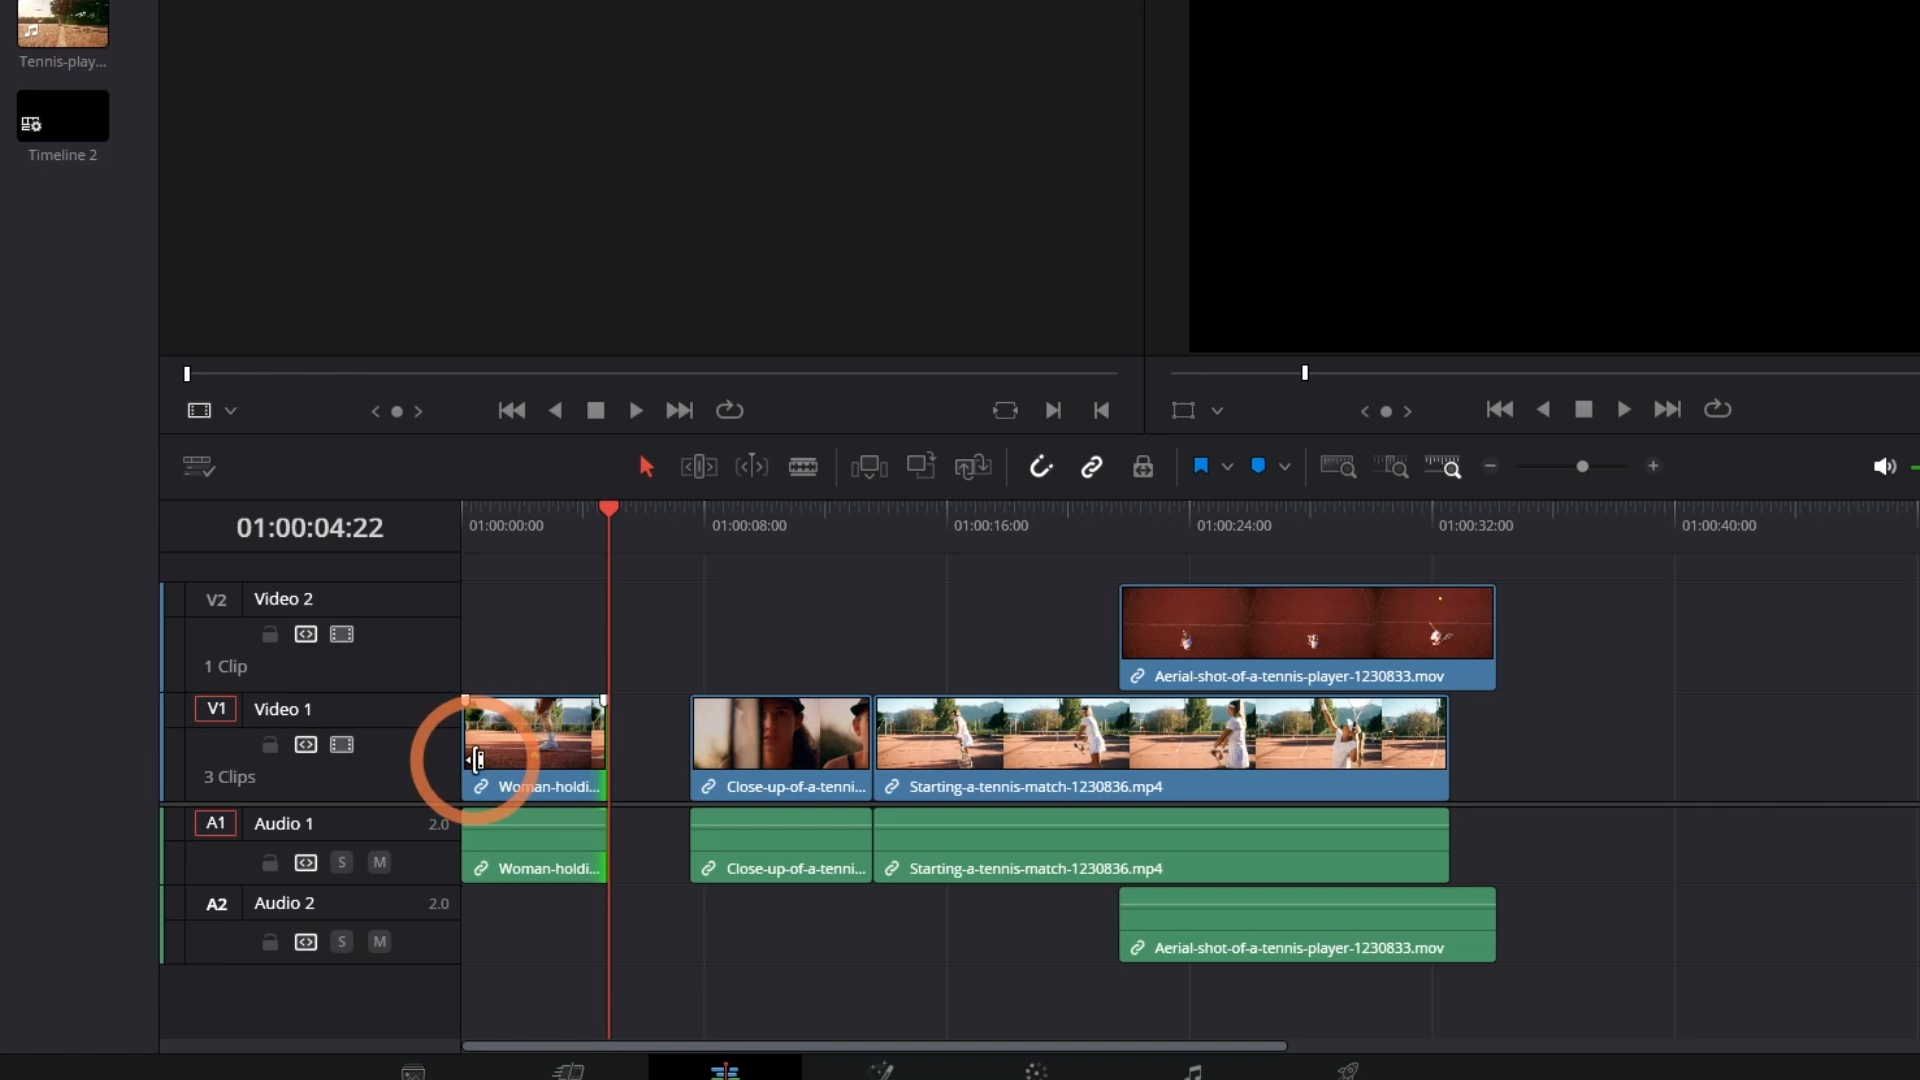 Tennis-play...
Timeline 2
01:00:04:22
01:00:00:00
01:00:08:00
01:00:16:00
01:00:24:00
01:00:32:00
01:00:40:00
V2 Video 2
1 Clip
Aerial-shot-of-a-tennis-player-1230833.mov
V1 Video 1
3 Clips
Woman-holdi...
Close-up-of-a-tenni...
Starting-a-tennis-match-1230836.mp4
A1 Audio 1 2.0
S M
Woman-holdi...
Close-up-of-a-tenni...
Starting-a-tennis-match-1230836.mp4
A2 Audio 2 2.0
S M
Aerial-shot-of-a-tennis-player-1230833.mov